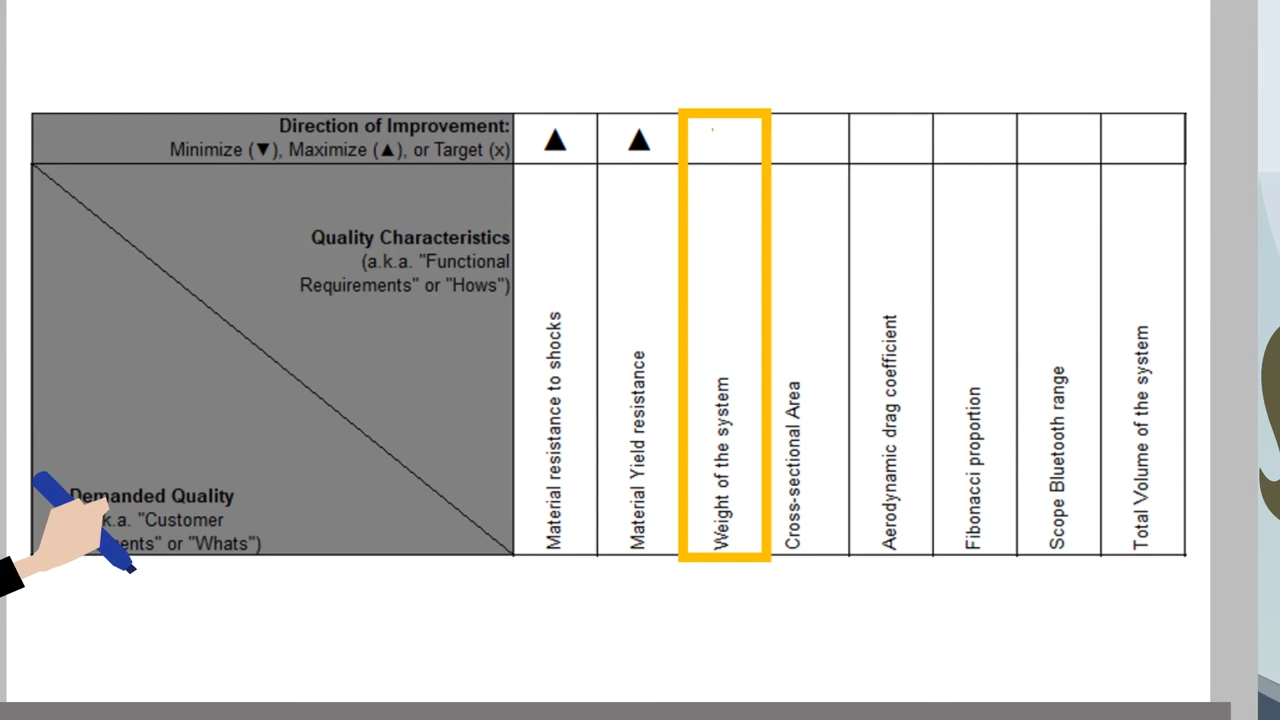 Direction of Improvement:
Minimize (▼), Maximize (▲), or Target (x)
▲
▲
Quality Characteristics
(a.k.a. "Functional
Requirements" or "Hows")
Material resistance to shocks
Material Yield resistance
Weight of the system
Cross-sectional Area
Aerodynamic drag coefficient
Fibonacci proportion
Scope Bluetooth range
Total Volume of the system
Demanded Quality
k.a. "Customer
ents" or "Whats")